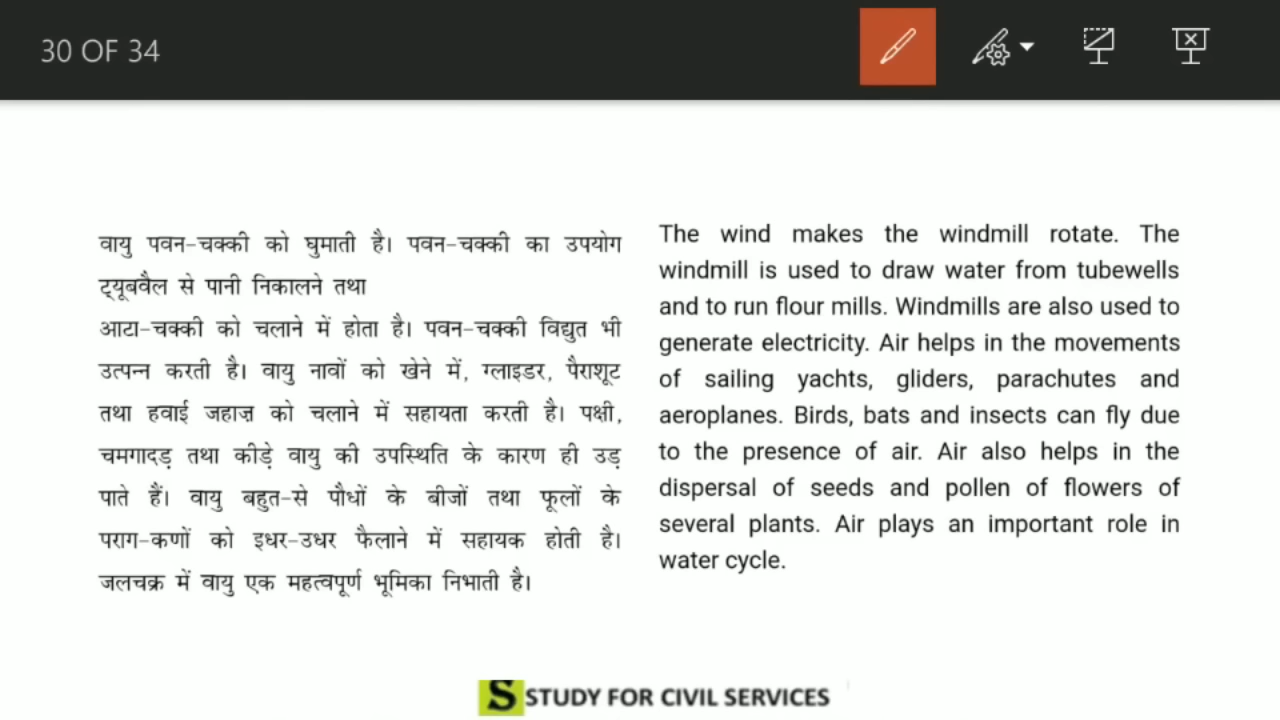 30 OF 34
वायु पवन-चक्की को घुमाती है। पवन-चक्की का उपयोग
ट्यूबवैल से पानी निकालने तथा
आटा-चक्की को चलाने में होता है। पवन-चक्की विद्युत भी
उत्पन्न करती है। वायु नावों को खेने में, ग्लाइडर, पैराशूट
तथा हवाई जहाज़ को चलाने में सहायता करती है। पक्षी,
चमगादड़ तथा कीड़े वायु की उपस्थिति के कारण ही उड़
पाते हैं। वायु बहुत-से पौधों के बीजों तथा फूलों के
पराग-कणों को इधर-उधर फैलाने में सहायक होती है।
जलचक्र में वायु एक महत्वपूर्ण भूमिका निभाती है।
The wind makes the windmill rotate. The
windmill is used to draw water from tubewells
and to run flour mills. Windmills are also used to
generate electricity. Air helps in the movements
of sailing yachts, gliders, parachutes and
aeroplanes. Birds, bats and insects can fly due
to the presence of air. Air also helps in the
dispersal of seeds and pollen of flowers of
several plants. Air plays an important role in
water cycle.
S STUDY FOR CIVIL SERVICES